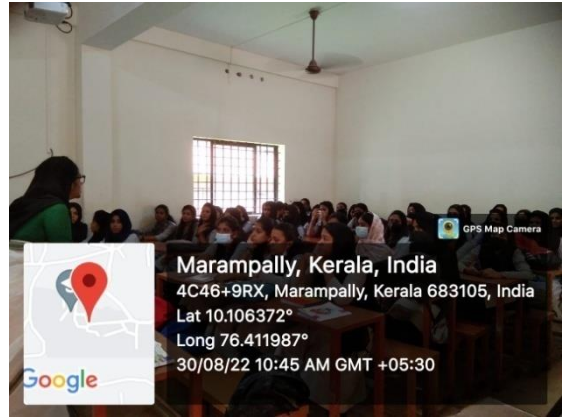 GPS Map Camera
Marampally, Kerala, India
4C46+9RX, Marampally, Kerala 683105, India
Lat 10.106372°
Long 76.411987°
30/08/22 10:45 AM GMT +05:30
Google